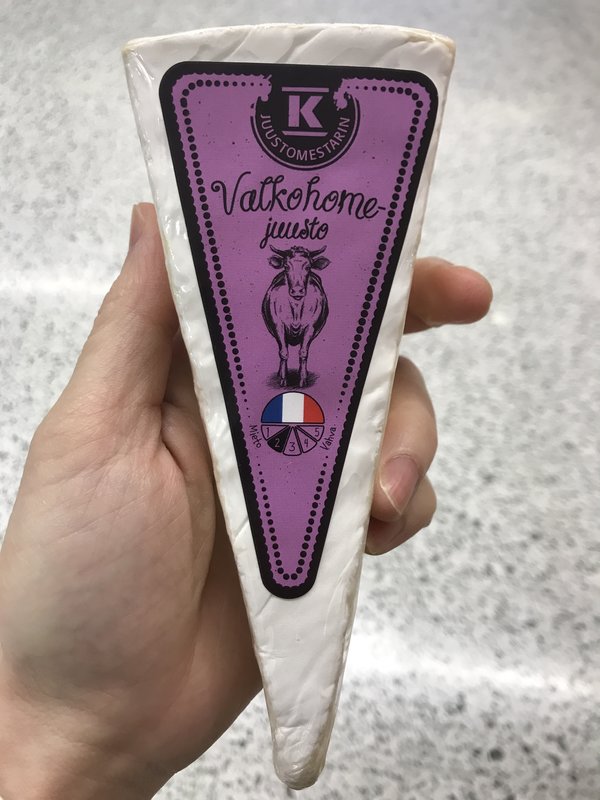 K
JUUSTOMESTARIN
Valkohome-
juusto
1 2 3 4 5
Mieto Vahva